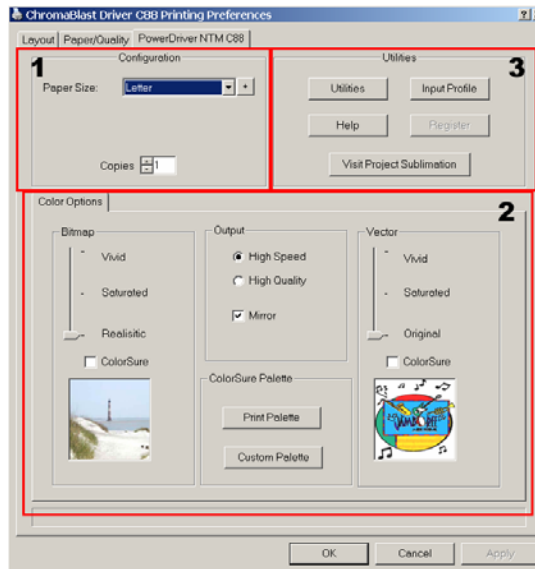 ChromaBlast Driver C88 Printing Preferences
Layout Paper/Quality PowerDriver NTM C88
1
Configuration
Paper Size: Letter +
Copies 1
3
Utilities
Utilities Input Profile
Help Register
Visit Project Sublimation
2
Color Options
Bitmap
Vivid
Saturated
Realisitic
ColorSure
Output
High Speed
High Quality
Mirror
ColorSure Palette
Print Palette
Custom Palette
Vector
Vivid
Saturated
Original
ColorSure
JAMBOREE
OK Cancel Apply